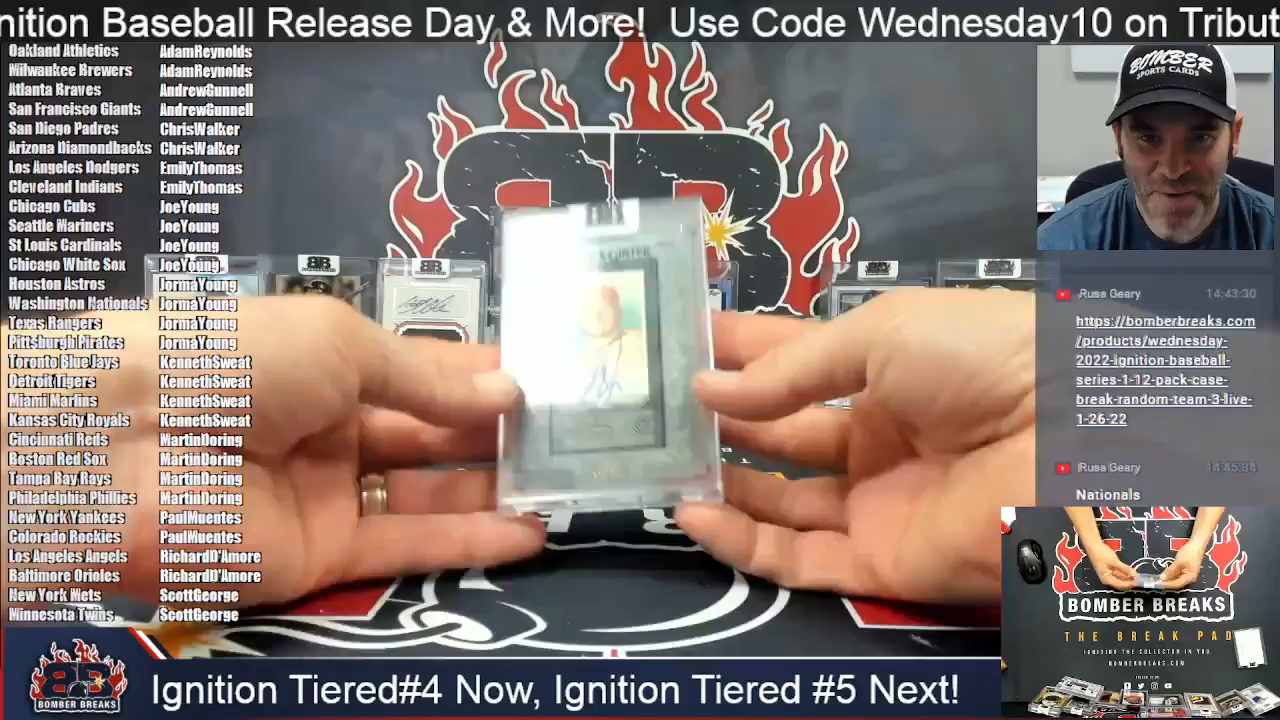 nition Baseball Release Day & More!  Use Code Wednesday10 on Tribut
Oakland Athletics AdamReynolds
Milwaukee Brewers AdamReynolds
Atlanta Braves AndrewGunnell
San Francisco Giants AndrewGunnell
San Diego Padres ChrisWalker
Arizona Diamondbacks ChrisWalker
Los Angeles Dodgers EmilyThomas
Cleveland Indians EmilyThomas
Chicago Cubs JoeYoung
Seattle Mariners JoeYoung
St Louis Cardinals JoeYoung
Chicago White Sox JoeYoung
Houston Astros JormaYoung
Washington Nationals JormaYoung
Texas Rangers JormaYoung
Pittsburgh Pirates JormaYoung
Toronto Blue Jays KennethSweat
Detroit Tigers KennethSweat
Miami Marlins KennethSweat
Kansas City Royals KennethSweat
Cincinnati Reds MartinDoring
Boston Red Sox MartinDoring
Tampa Bay Rays MartinDoring
Philadelphia Phillies MartinDoring
New York Yankees PaulMuentes
Colorado Rockies PaulMuentes
Los Angeles Angels RichardD'Amore
Baltimore Orioles RichardD'Amore
New York Mets ScottGeorge
Minnesota Twins ScottGeorge
BOMBER
SPORTS CARDS
Russ Geary 14:43:30
https://bomberbreaks.com
/products/wednesday-
2022-ignition-baseball-
series-1-12-pack-case-
break-random-team-3-live-
1-26-22
Russ Geary
Nationals
BOMBER BREAKS
THE BREAK PAD
IGNITING THE COLLECTOR IN YOU
BOMBERBREAKS.COM
BOMBER BREAKS
Ignition Tiered#4 Now, Ignition Tiered #5 Next!